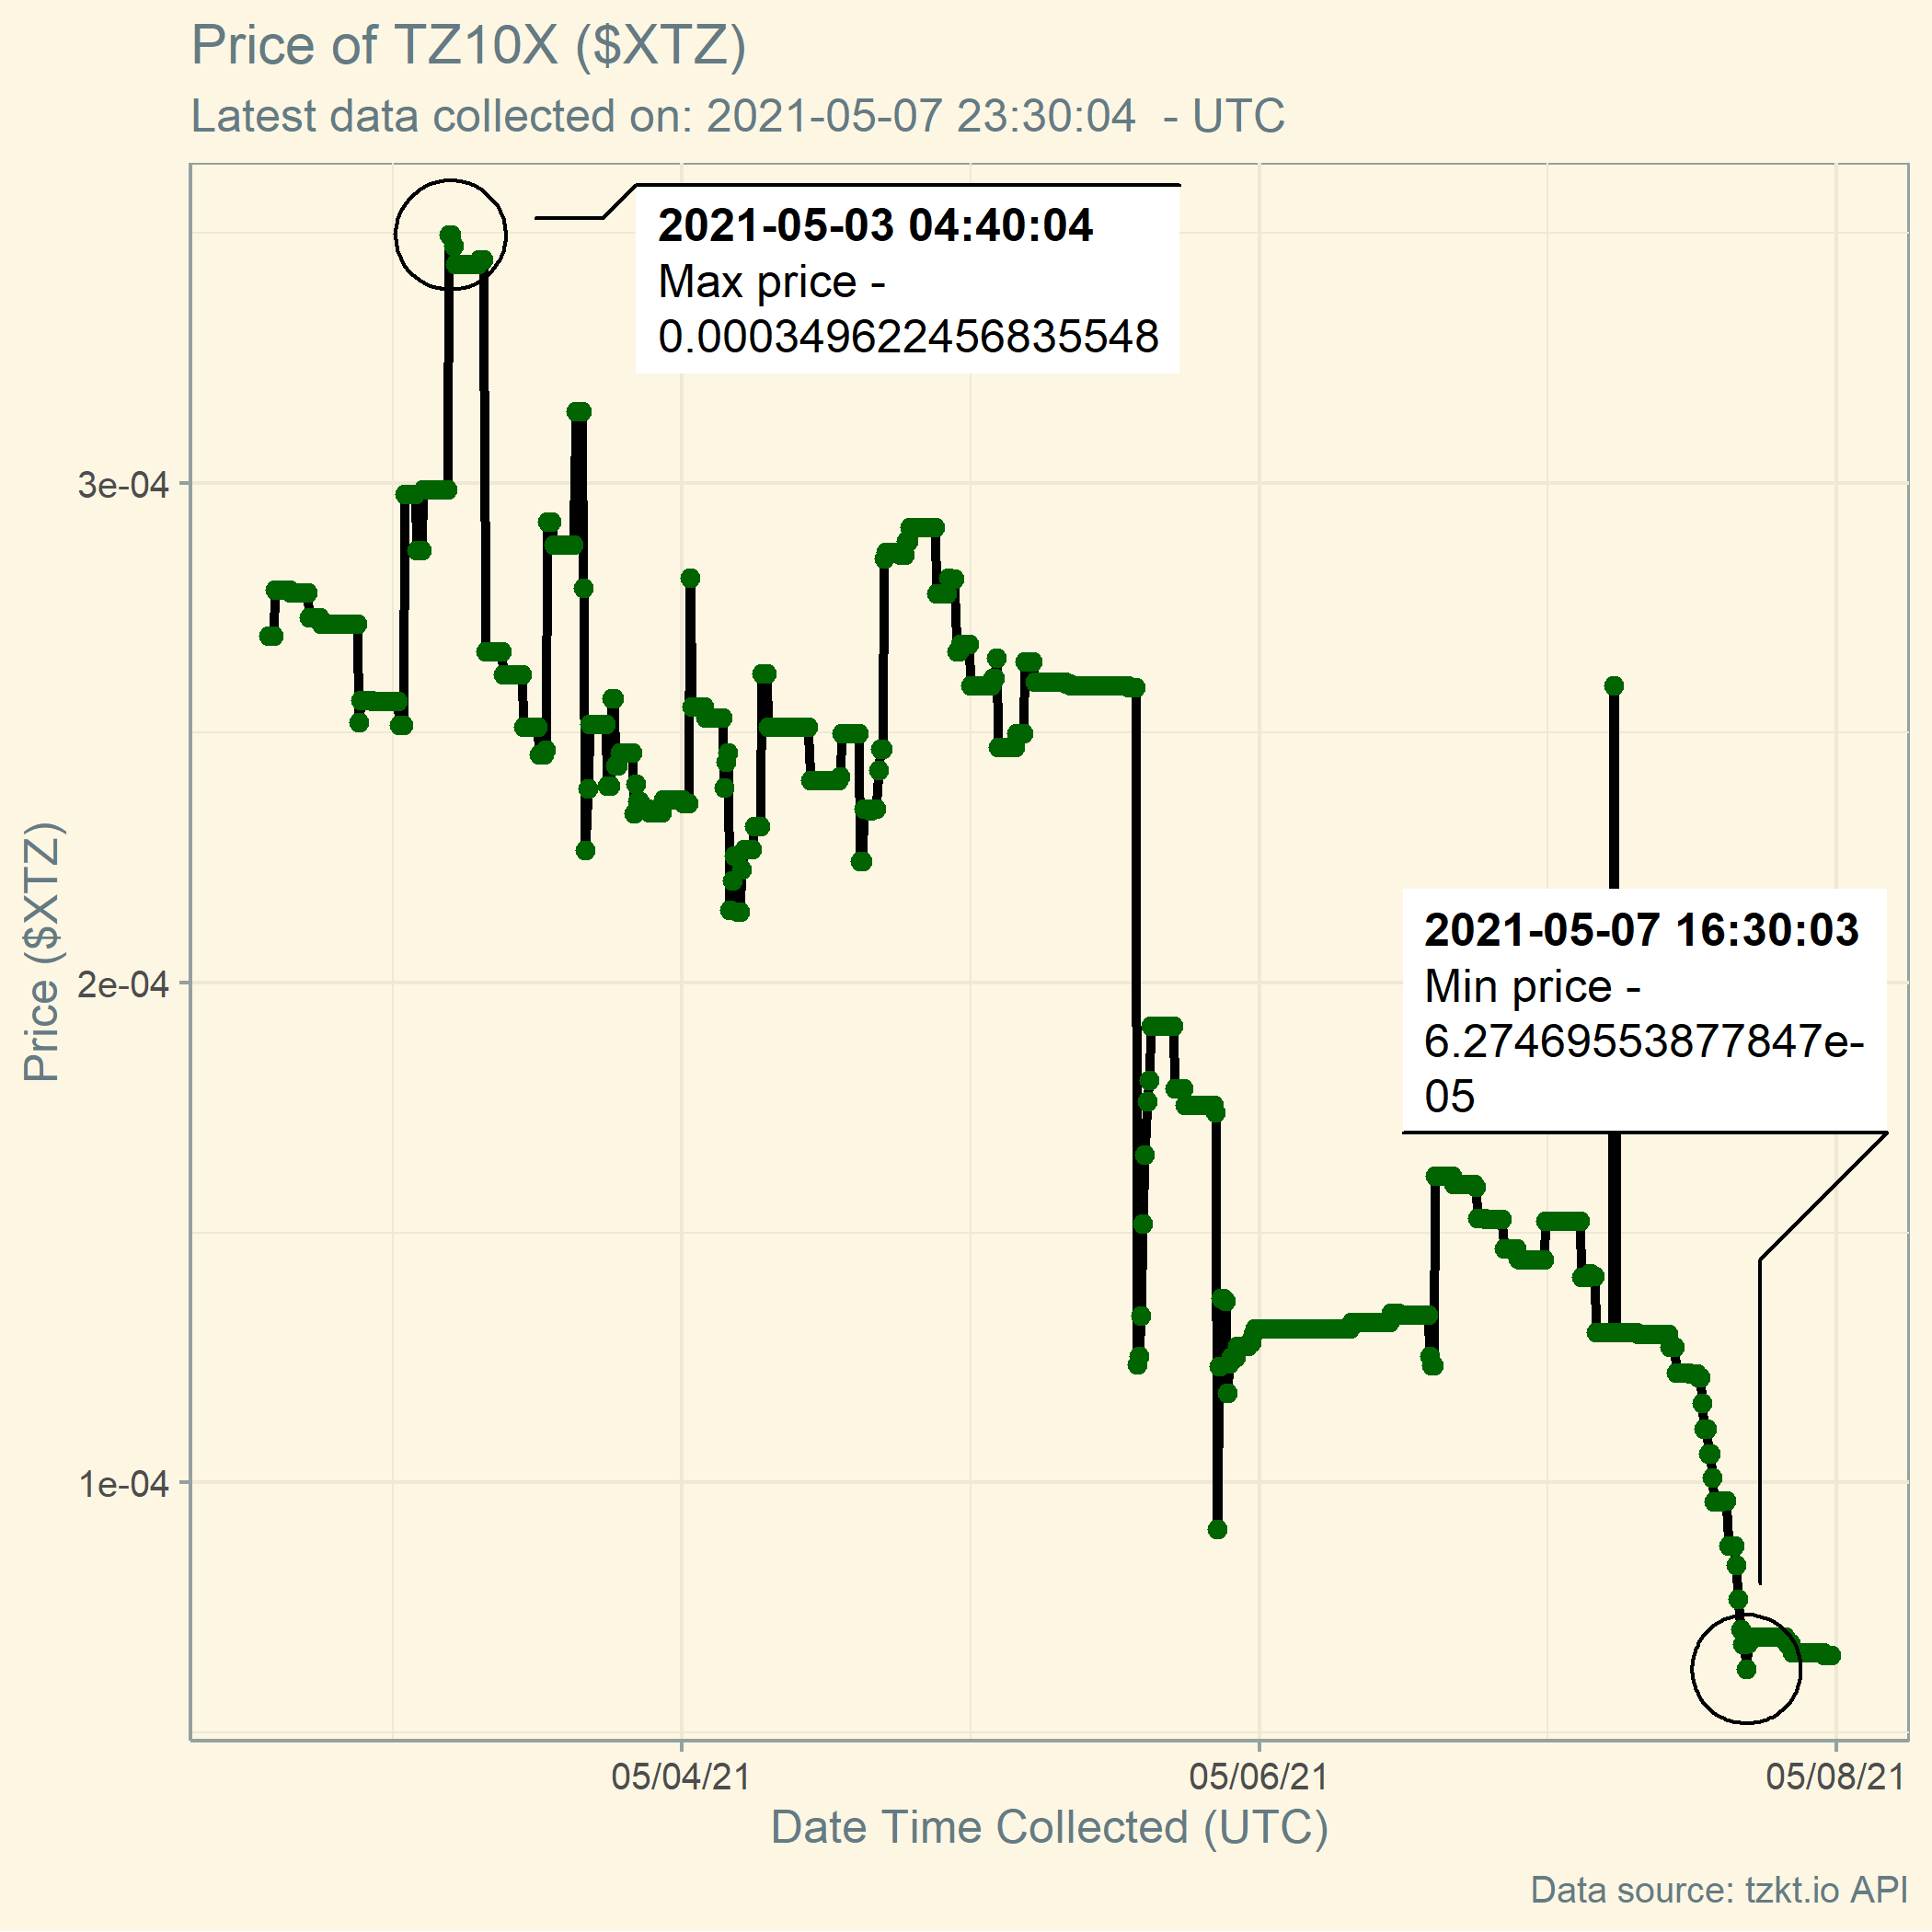 Price of TZ10X ($XTZ)
Latest data collected on: 2021-05-07 23:30:04  - UTC
2021-05-03 04:40:04
Max price -
0.000349622456835548
3e-04
2021-05-07 16:30:03
Min price -
6.27469553877847e-
05
Price ($XTZ)
2e-04
1e-04
05/04/21
05/06/21
05/08/21
Date Time Collected (UTC)
Data source: tzkt.io API